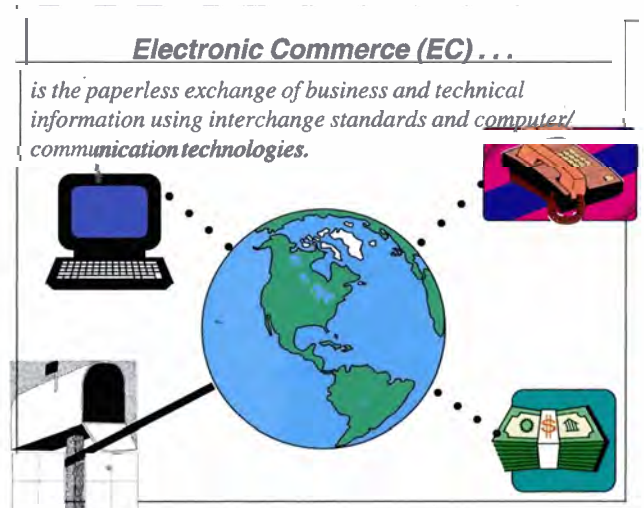 Electronic Commerce (EC) . . .
is the paperless exchange of business and technical
information using interchange standards and computer/
communication technologies.
$